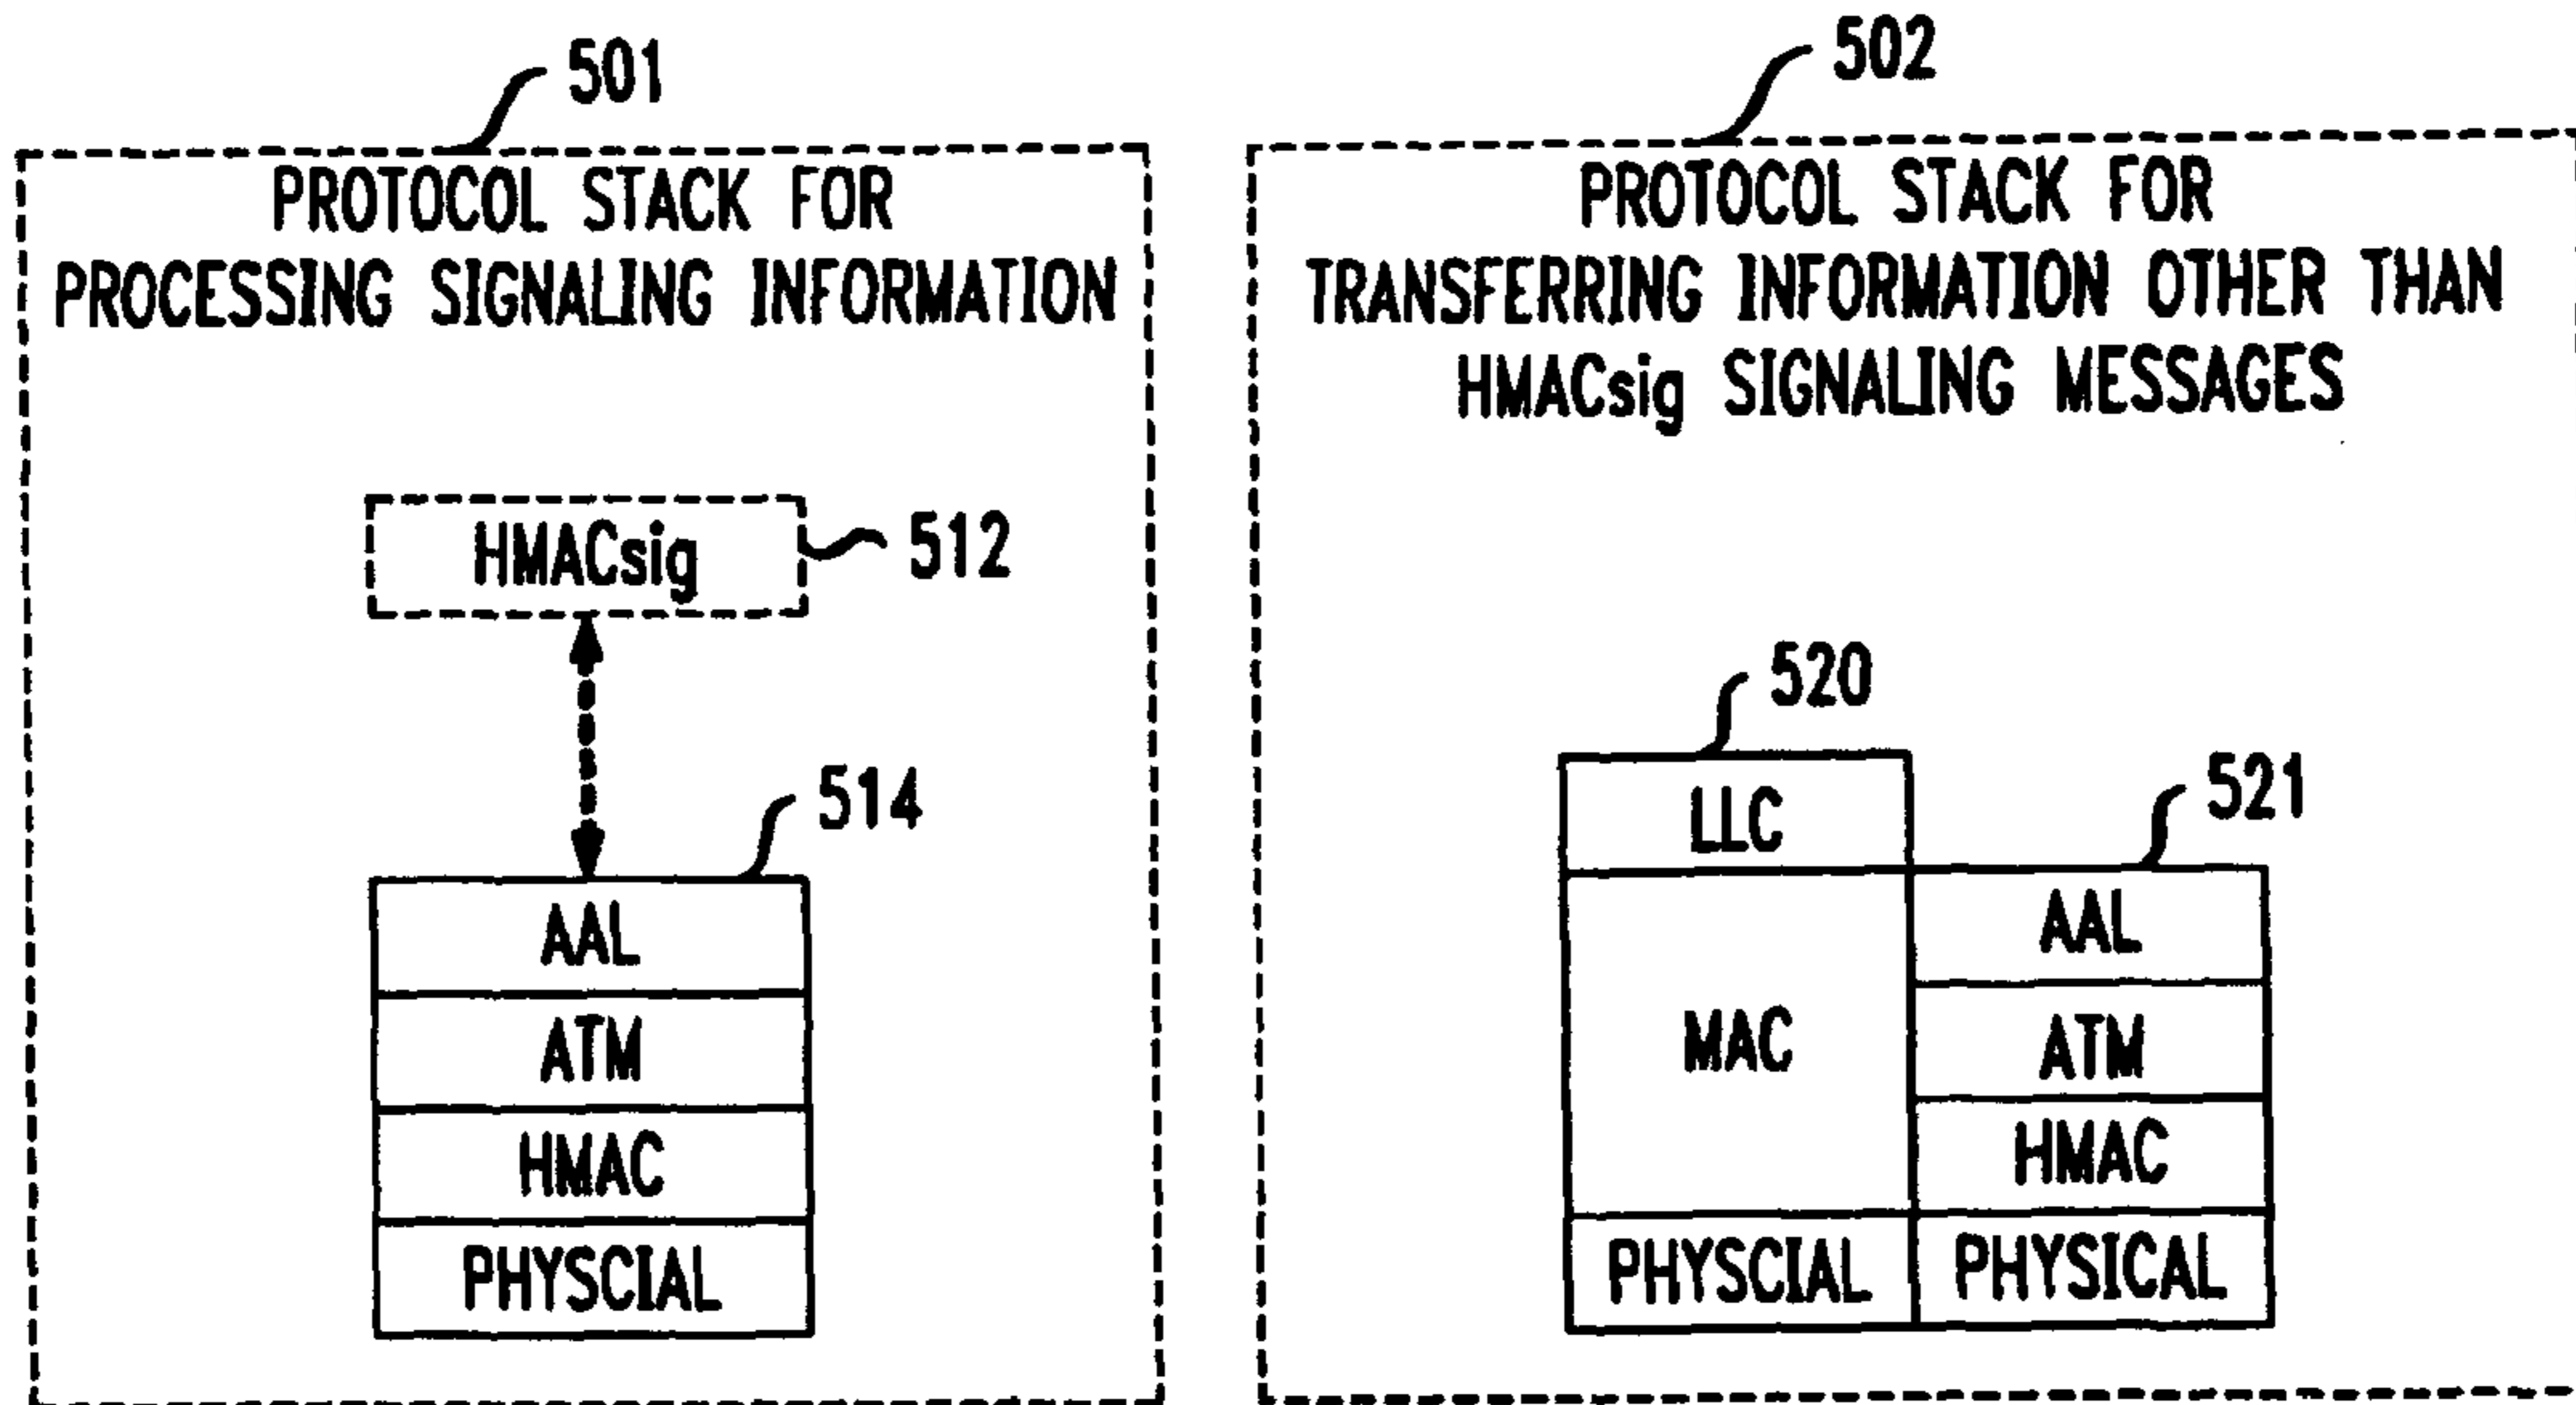 501
PROTOCOL STACK FOR
PROCESSING SIGNALING INFORMATION
HMACsig
512
514
AAL
ATM
HMAC
PHYSCIAL
502
PROTOCOL STACK FOR
TRANSFERRING INFORMATION OTHER THAN
HMACsig SIGNALING MESSAGES
520
LLC
MAC
PHYSCIAL
521
AAL
ATM
HMAC
PHYSICAL